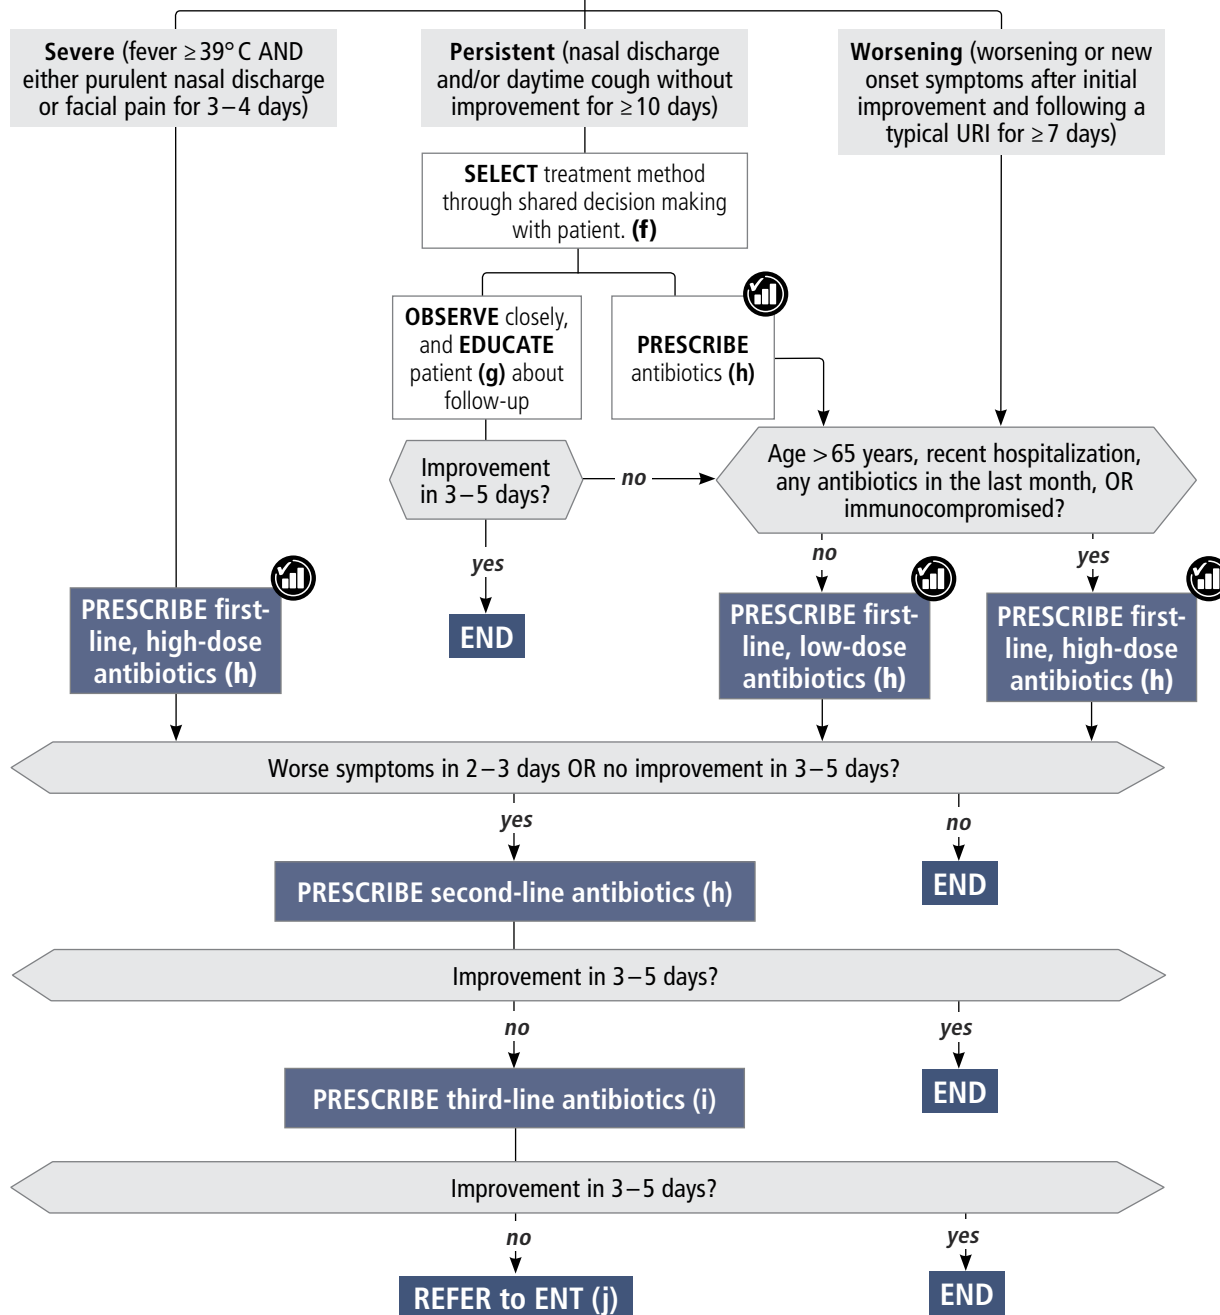 Severe (fever ≥39°C AND
either purulent nasal discharge
or facial pain for 3–4 days)
Persistent (nasal discharge
and/or daytime cough without
improvement for ≥10 days)
Worsening (worsening or new
onset symptoms after initial
improvement and following a
typical URI for ≥7 days)
SELECT treatment method
through shared decision making
with patient. (f)
OBSERVE closely,
and EDUCATE
patient (g) about
follow-up
PRESCRIBE
antibiotics (h)
Improvement
in 3–5 days?
no
Age >65 years, recent hospitalization,
any antibiotics in the last month, OR
immunocompromised?
yes
END
no
yes
PRESCRIBE first-
line, high-dose
antibiotics (h)
PRESCRIBE first-
line, low-dose
antibiotics (h)
PRESCRIBE first-
line, high-dose
antibiotics (h)
Worse symptoms in 2–3 days OR no improvement in 3–5 days?
yes
no
PRESCRIBE second-line antibiotics (h)
END
Improvement in 3–5 days?
no
yes
PRESCRIBE third-line antibiotics (i)
END
Improvement in 3–5 days?
no
yes
REFER to ENT (j)
END